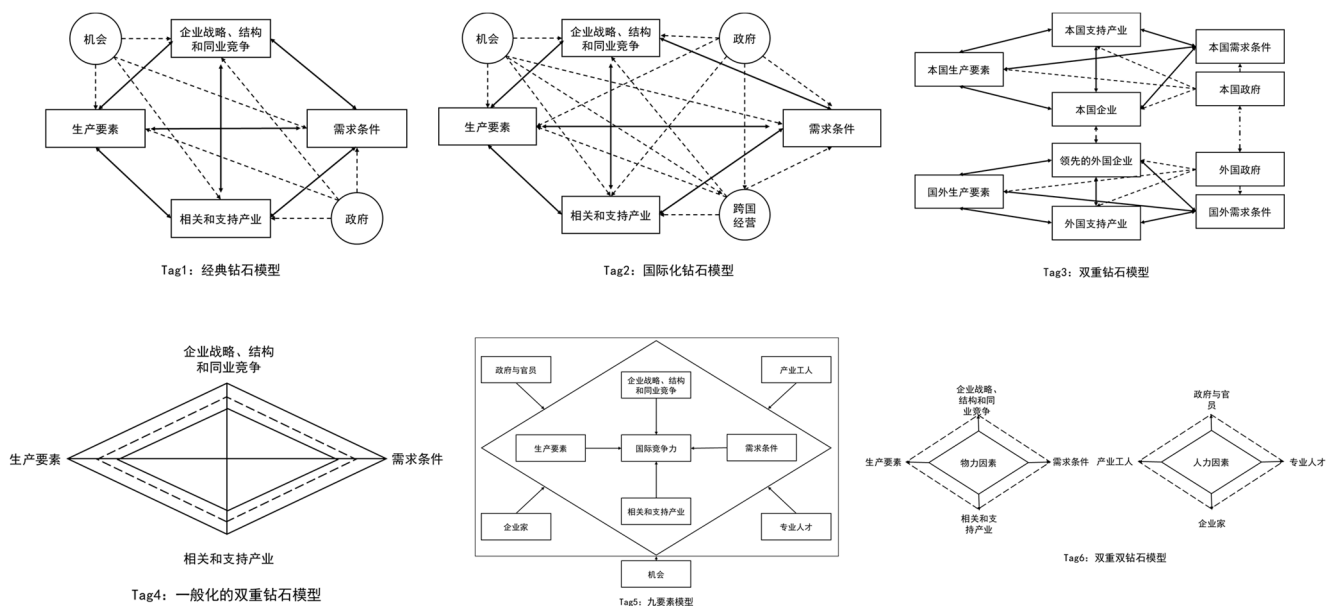 机会
企业战略、结构
和同业竞争
生产要素
需求条件
相关和支持产业
政府
Tag1: 经典钻石模型
机会
企业战略、结构
和同业竞争
政府
生产要素
需求条件
相关和支持产业
跨国
经营
Tag2: 国际化钻石模型
本国支持产业
本国需求条件
本国生产要素
本国政府
本国企业
领先的外国企业
外国政府
国外生产要素
国外需求条件
外国支持产业
Tag3: 双重钻石模型
企业战略、结构
和同业竞争
生产要素
需求条件
相关和支持产业
Tag4: 一般化的双重钻石模型
政府与官员
产业工人
企业战略、结构
和同业竞争
生产要素
国际竞争力
需求条件
相关和支持产业
企业家
专业人才
机会
Tag5: 九要素模型
企业战略、
结构和同
业竞争
生产要素
物力因素
需求条件
相关和支
持产业
政府与官
员
产业工人
人力因素
专业人才
企业家
Tag6: 双重双钻石模型